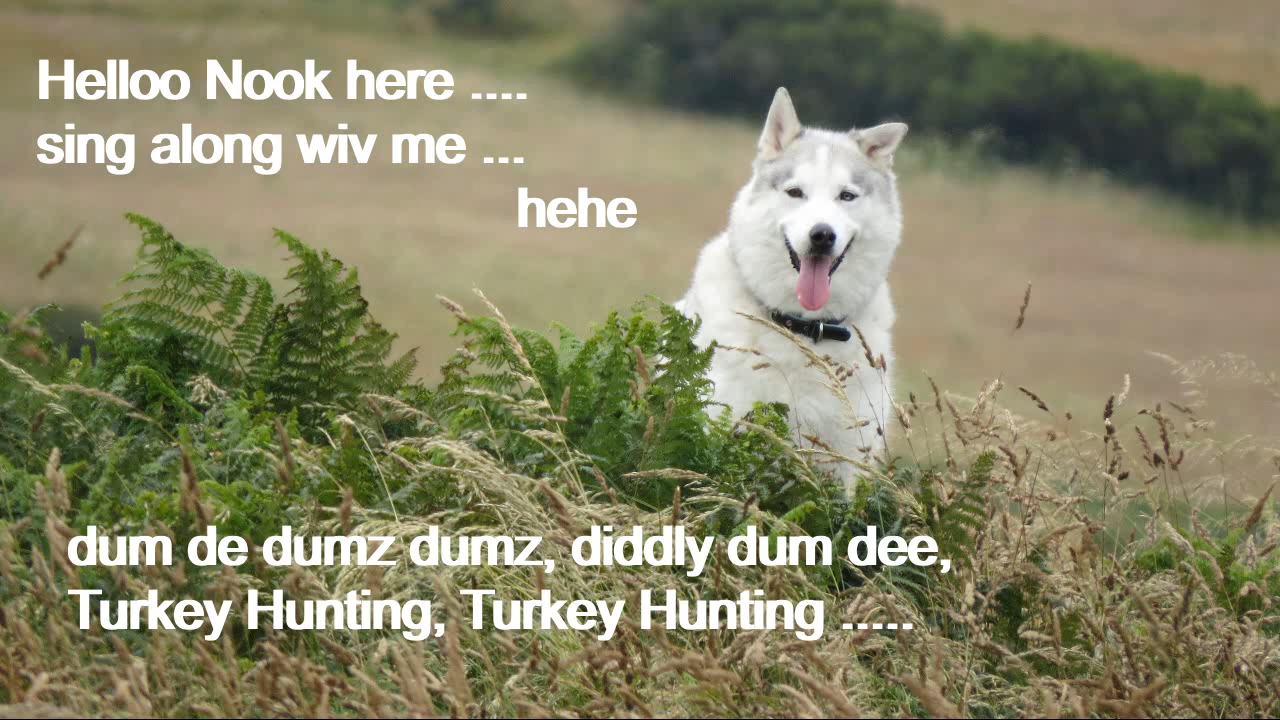 Helloo Nook here ....
sing along wiv me ...
hehe
dum de dumz dumz, diddly dum dee,
Turkey Hunting, Turkey Hunting .....